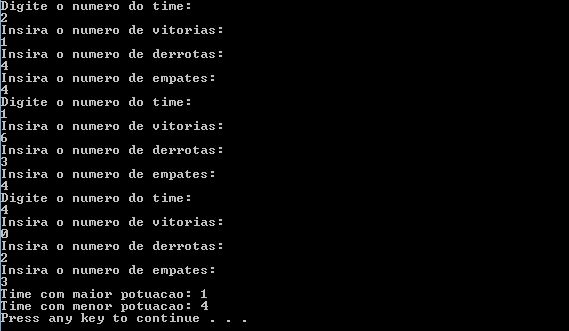 Digite o numero do time:
2
Insira o numero de vitorias:
1
Insira o numero de derrotas:
4
Insira o numero de empates:
4
Digite o numero do time:
1
Insira o numero de vitorias:
6
Insira o numero de derrotas:
3
Insira o numero de empates:
4
Digite o numero do time:
4
Insira o numero de vitorias:
0
Insira o numero de derrotas:
2
Insira o numero de empates:
3
Time com maior potuacao: 1
Time com menor potuacao: 4
Press any key to continue . . .